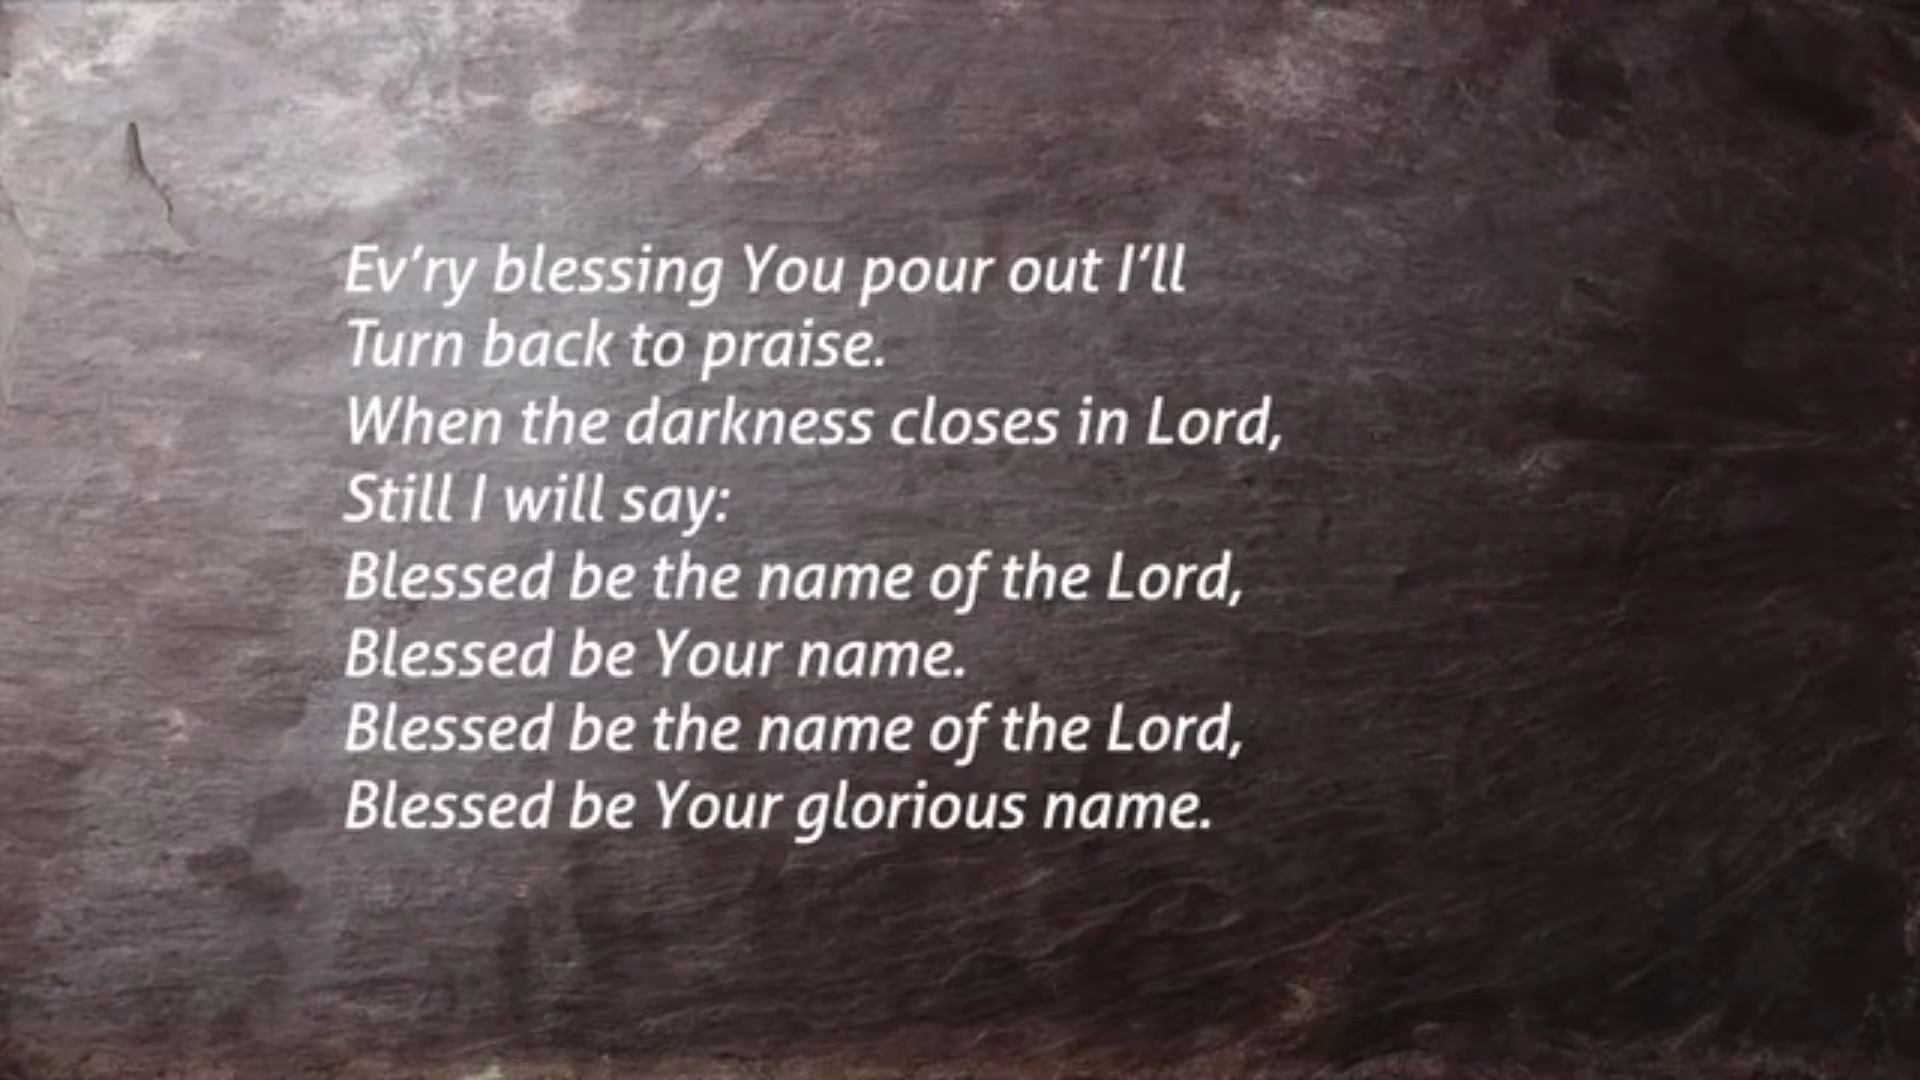 Ev’ry blessing You pour out I’ll
Turn back to praise.
When the darkness closes in Lord,
Still I will say:
Blessed be the name of the Lord,
Blessed be Your name.
Blessed be the name of the Lord,
Blessed be Your glorious name.